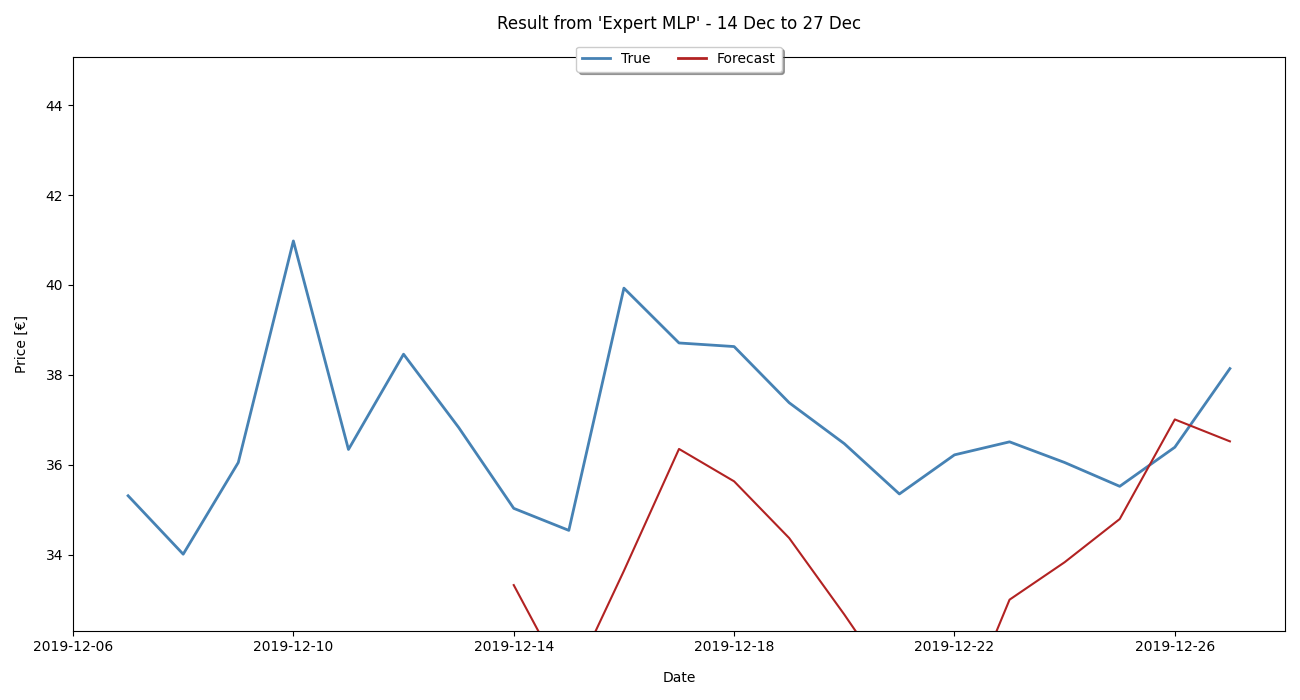 Result from 'Expert MLP' - 14 Dec to 27 Dec
True Forecast
44
42
40
38
36
34
Price [€]
2019-12-06 2019-12-10 2019-12-14 2019-12-18 2019-12-22 2019-12-26
Date